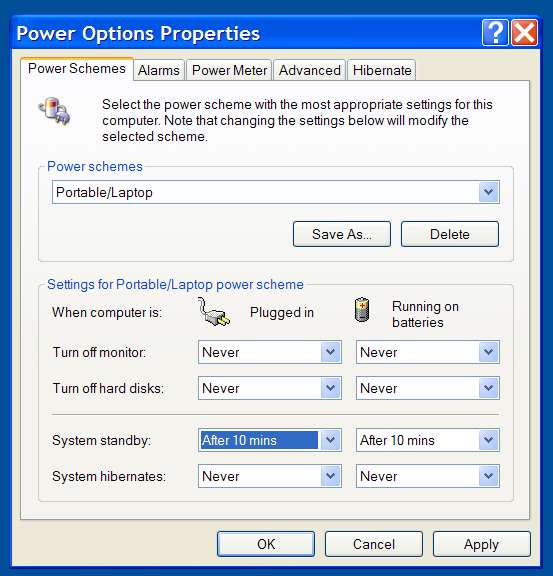 Power Options Properties
Power Schemes Alarms Power Meter Advanced Hibernate
Select the power scheme with the most appropriate settings for this
computer. Note that changing the settings below will modify the
selected scheme.
Power schemes
Portable/Laptop
Save As... Delete
Settings for Portable/Laptop power scheme
When computer is: Plugged in Running on
batteries
Turn off monitor: Never Never
Turn off hard disks: Never Never
System standby: After 10 mins After 10 mins
System hibernates: Never Never
OK Cancel Apply